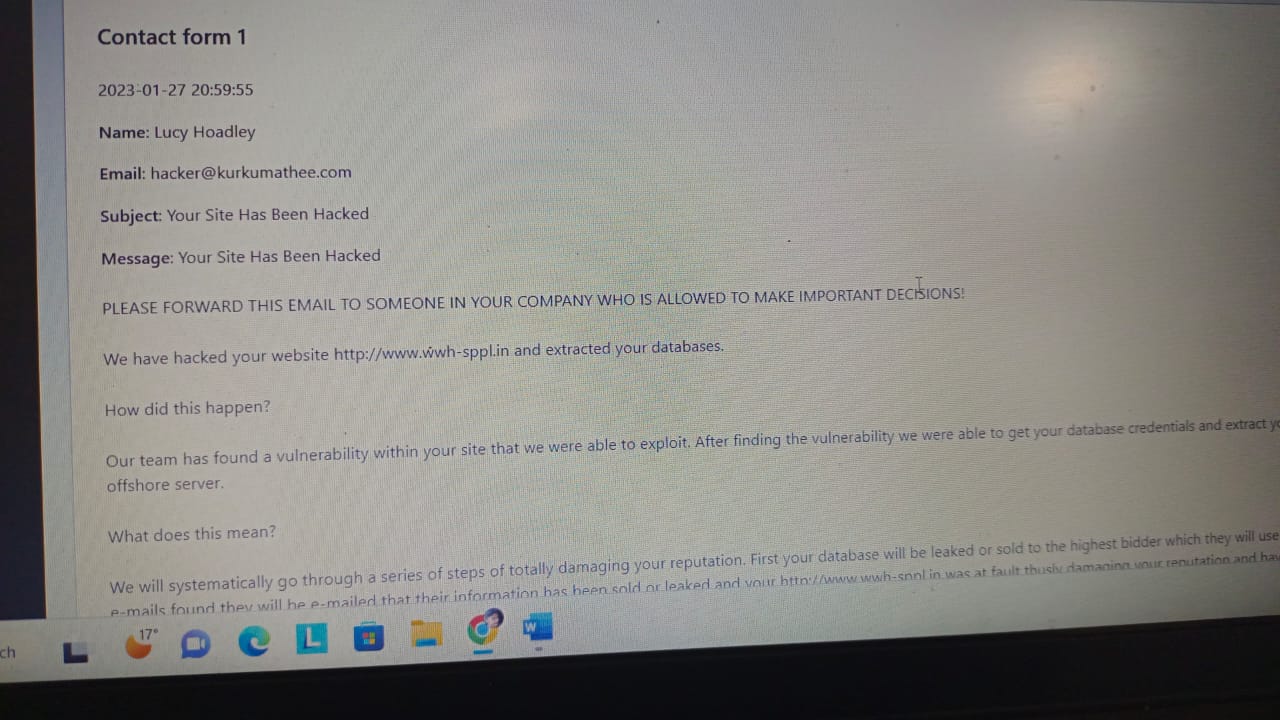 Contact form 1
2023-01-27 20:59:55
Name: Lucy Hoadley
Email: hacker@kurkumathee.com
Subject: Your Site Has Been Hacked
Message: Your Site Has Been Hacked
PLEASE FORWARD THIS EMAIL TO SOMEONE IN YOUR COMPANY WHO IS ALLOWED TO MAKE IMPORTANT DECISIONS!
We have hacked your website http://www.wwh-sppl.in and extracted your databases.
How did this happen?
Our team has found a vulnerability within your site that we were able to exploit. After finding the vulnerability we were able to get your database credentials and extract
offshore server.
What does this mean?
We will systematically go through a series of steps of totally damaging your reputation. First your database will be leaked or sold to the highest bidder which they will use
e-mails found they will be e-mailed that their information has been sold or leaked and your http://www.wwh-sppl.in was at fault thusly damaging your reputation and
17°
L
W